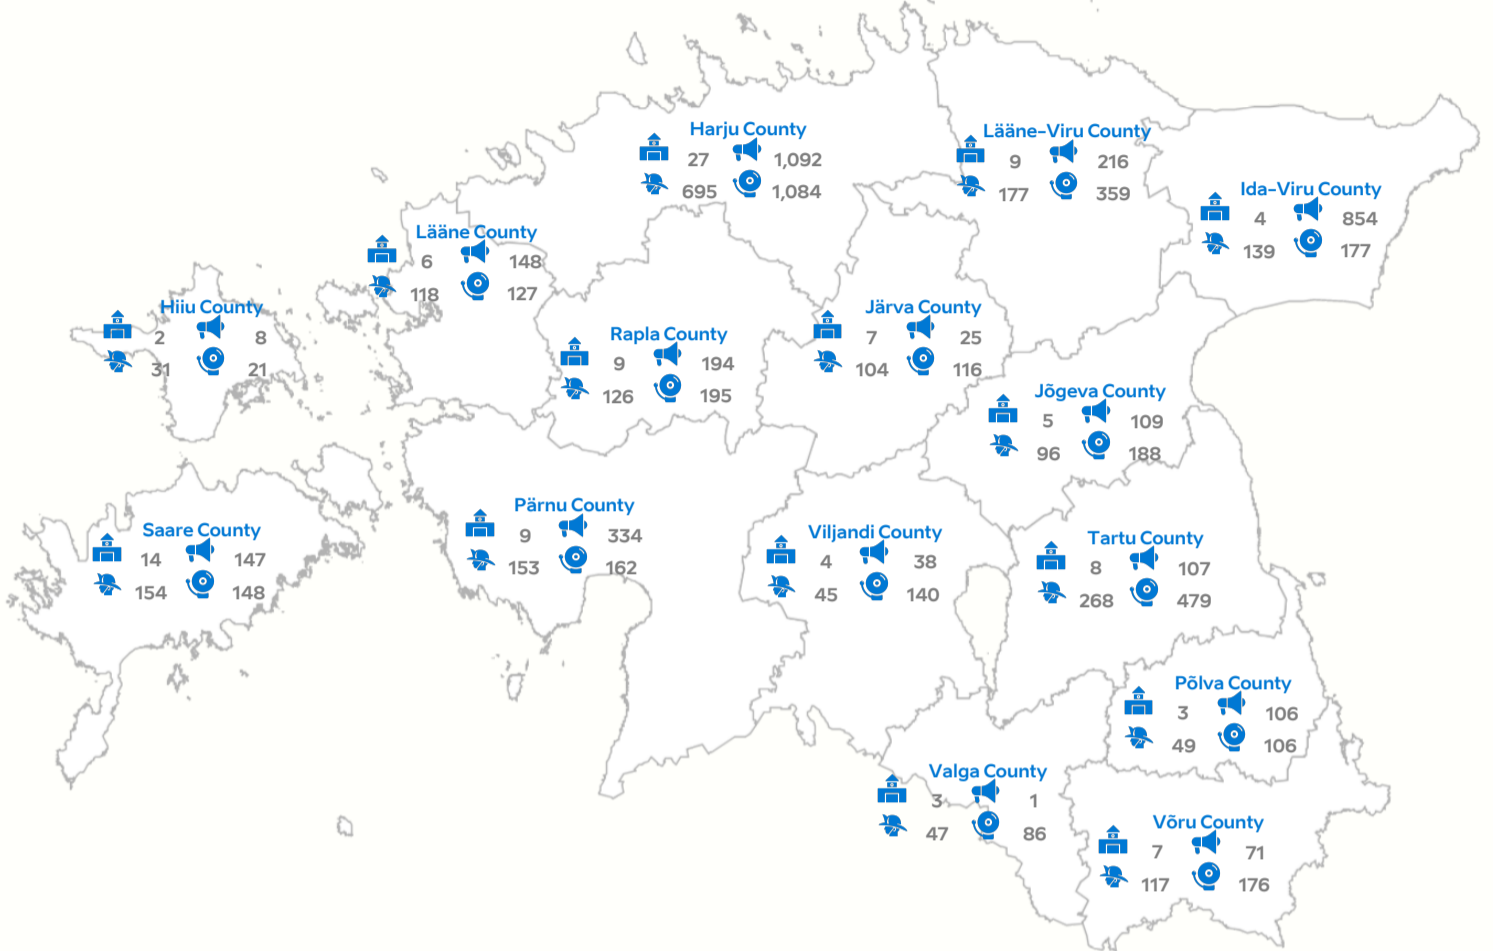 Harju County
27 1,092
695 1,084
Lääne-Viru County
9 216
177 359
Ida-Viru County
4 854
139 177
Lääne County
6 148
118 127
Hiiu County
2 8
31 21
Rapla County
9 194
126 195
Järva County
7 25
104 116
Jõgeva County
5 109
96 188
Saare County
14 147
154 148
Pärnu County
9 334
153 162
Viljandi County
4 38
45 140
Tartu County
8 107
268 479
Põlva County
3 106
49 106
Valga County
3 1
47 86
Võru County
7 71
117 176